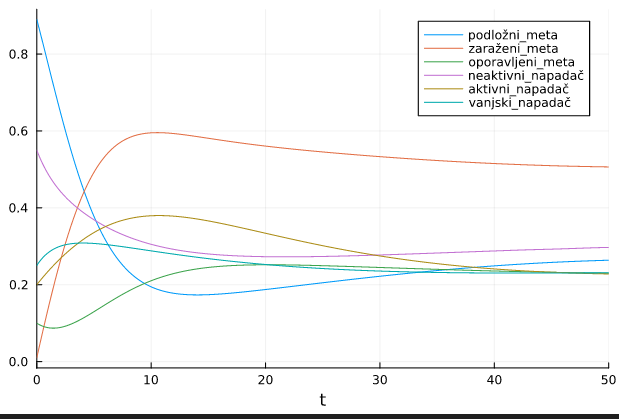 podložni_meta
zaraženi_meta
oporavljeni_meta
neaktivni_napadač
aktivni_napadač
vanjski_napadač
0.8
0.6
0.4
0.2
0.0
0 10 20 30 40 50
t